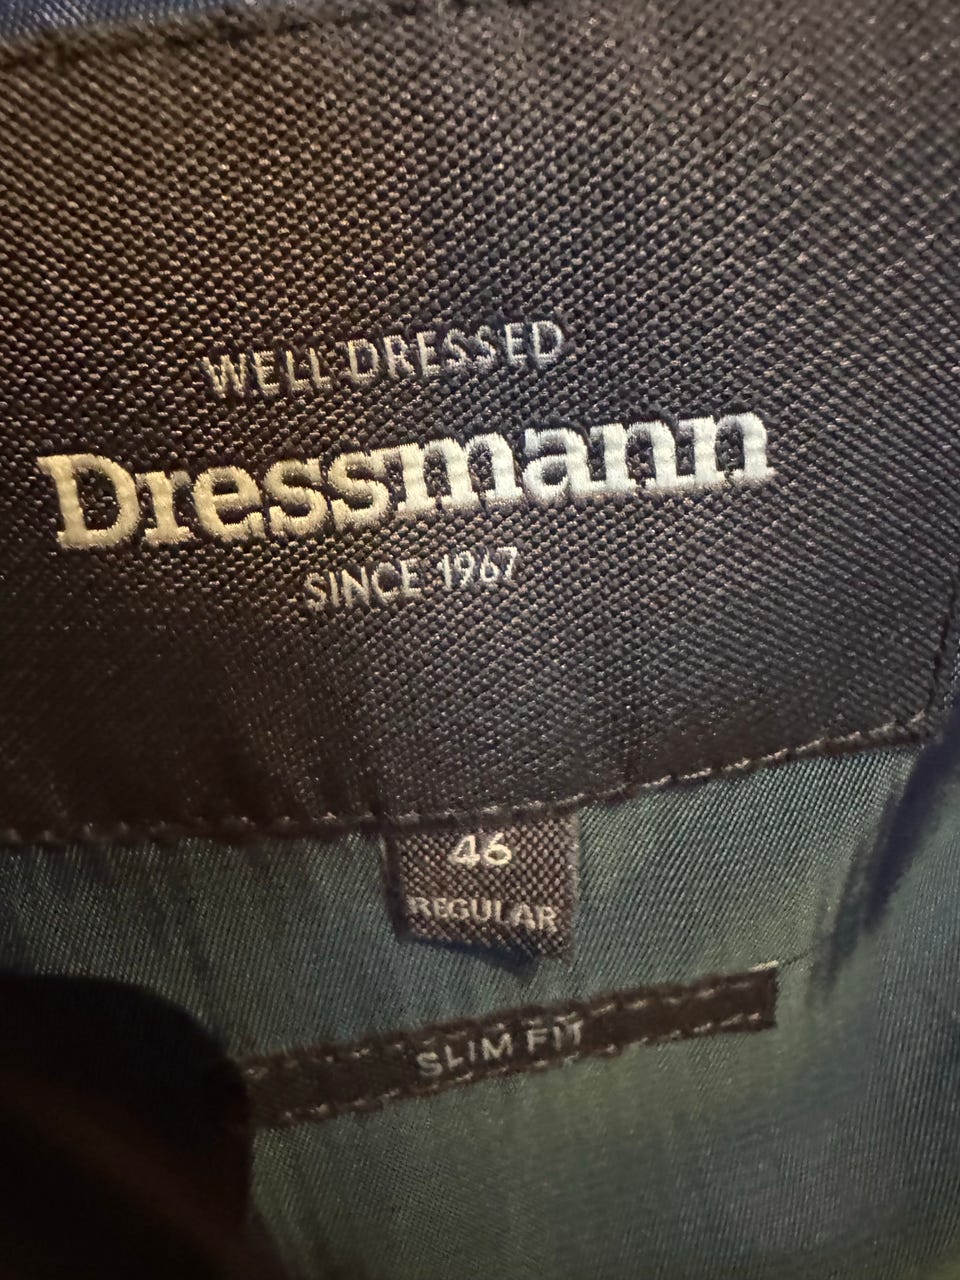 WELL-DRESSED
Dressmann
SINCE 1967
46
REGULAR
SLIM FIT